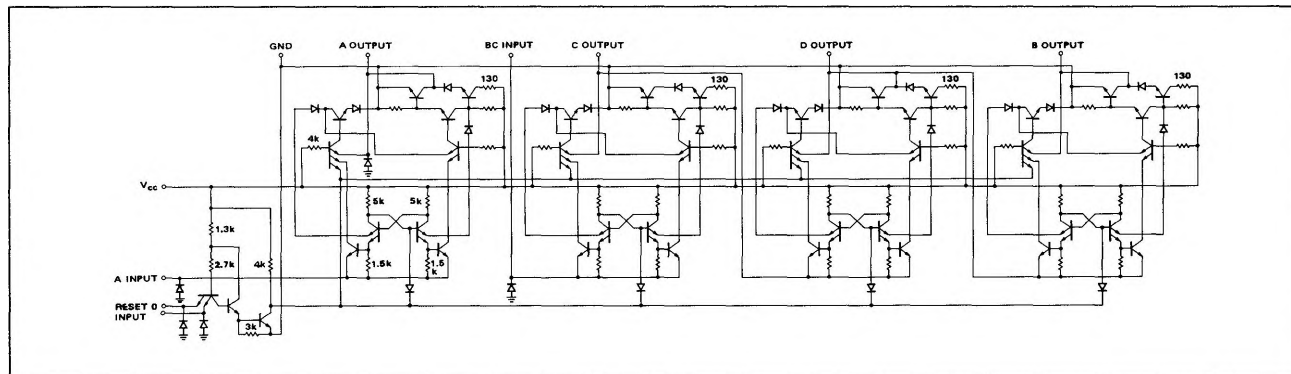 GND A OUTPUT BC INPUT C OUTPUT D OUTPUT B OUTPUT
130 130 130 130
4k
VCC
5k 5k
1.3k
2.7k 4k 1.5k 1.5
k
A INPUT
RESET 0
INPUT
3k